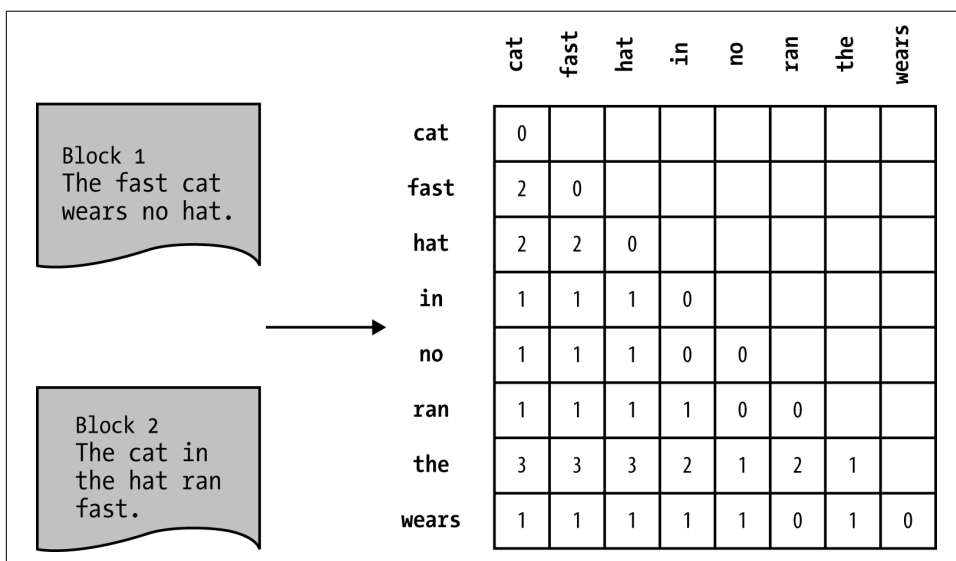 cat fast hat in no ran the wears
Block 1
The fast cat
wears no hat.
Block 2
The cat in
the hat ran
fast.
cat 0
fast 2 0
hat 2 2 0
in 1 1 1 0
no 1 1 1 0 0
ran 1 1 1 1 0 0
the 3 3 3 2 1 2 1
wears 1 1 1 1 1 0 1 0